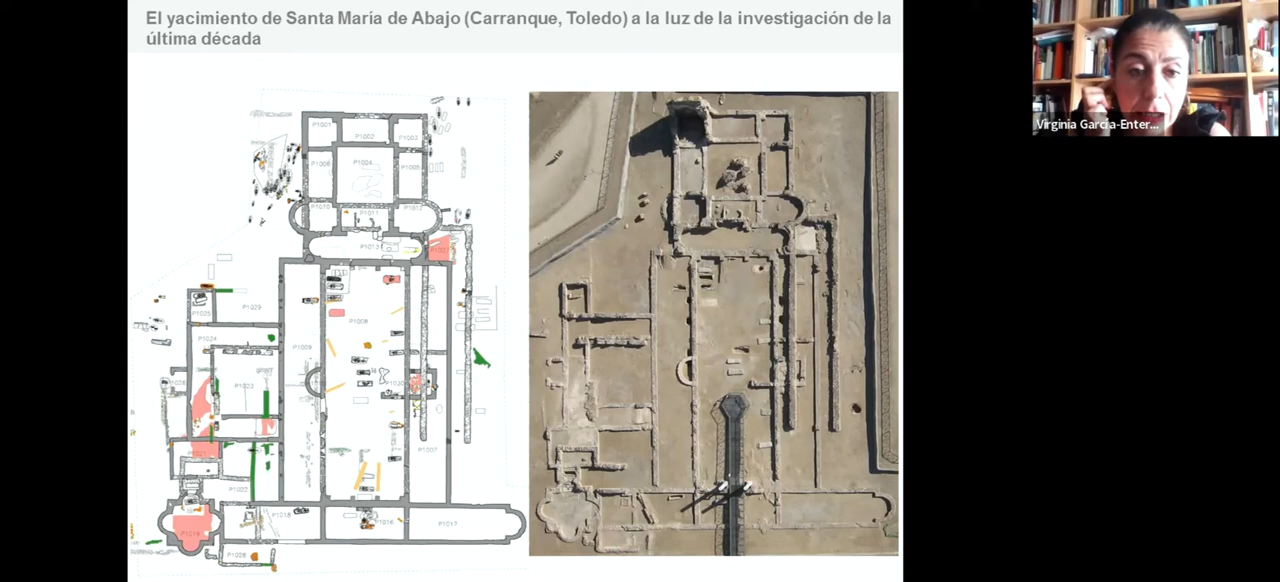 El yacimiento de Santa María de Abajo (Carranque, Toledo) a la luz de la investigación de la
última década
Virginia García-Enter...
P1001
P1002
P1003
P1006
P1004
P1005
P1010
P1011
P1012
P1013
P1027
P1025
P1029
P1008
P1024
P1009
P1026
P1023
P1021
P1007
P1022
P1018
P1016
P1017
P1019
P1028